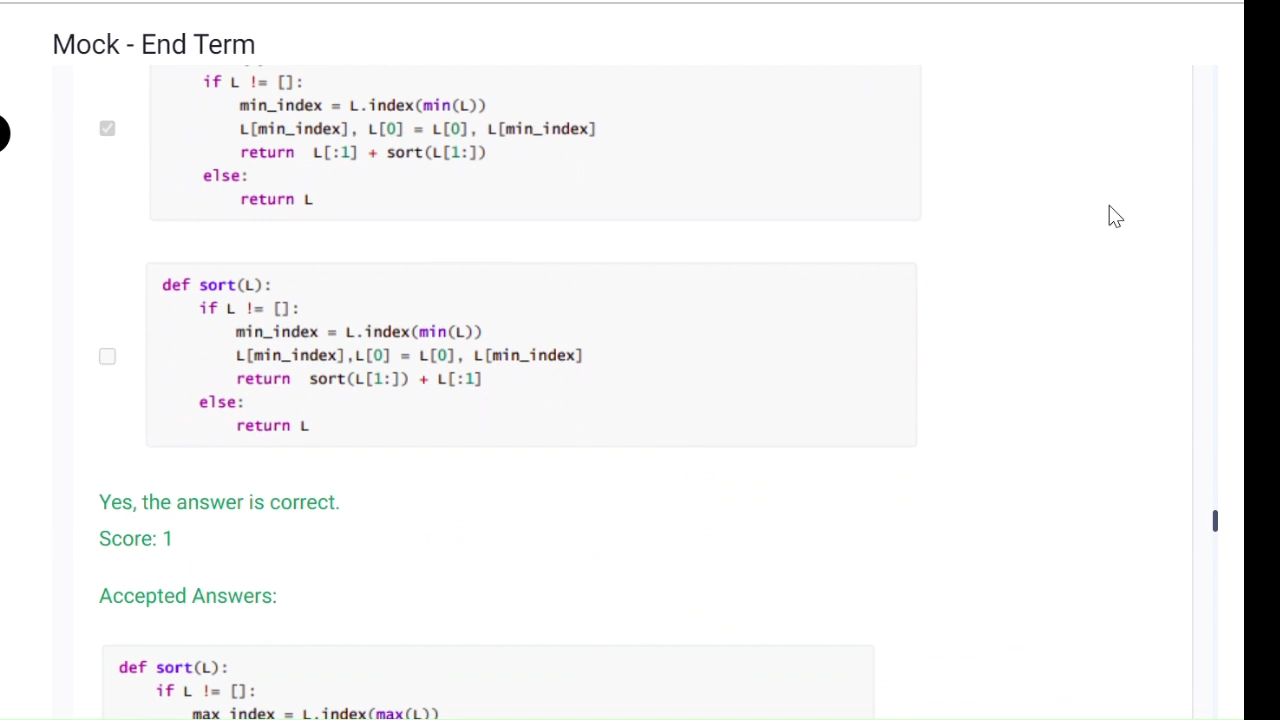 Mock - End Term
if L != []:
min_index = L.index(min(L))
L[min_index], L[0] = L[0], L[min_index]
return  L[:1] + sort(L[1:])
else:
return L
def sort(L):
if L != []:
min_index = L.index(min(L))
L[min_index],L[0] = L[0], L[min_index]
return  sort(L[1:]) + L[:1]
else:
return L
Yes, the answer is correct.
Score: 1
Accepted Answers:
def sort(L):
if L != []:
max_index = L.index(max(L))